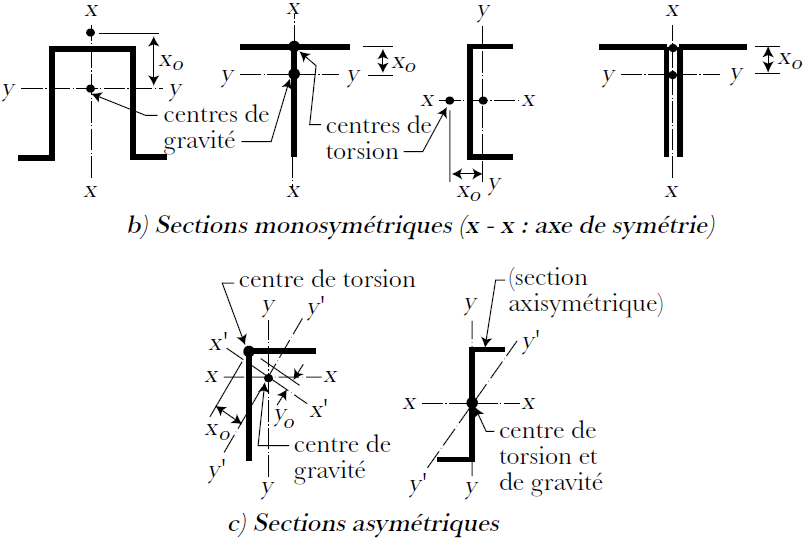 x
x
y
x
xo
y
y
centres de
gravité
x
y
y
xo
centres de
torsion
x
y
x
x
xo
y
y
y
xo
x
b) Sections monosymétriques (x - x : axe de symétrie)
centre de torsion
y
y'
x'
x
x
x'
yo
xo
y'
centre de
gravité
y
(section
axisymétrique)
y
y'
x
x
centre de
torsion et
de gravité
y'
y
c) Sections asymétriques